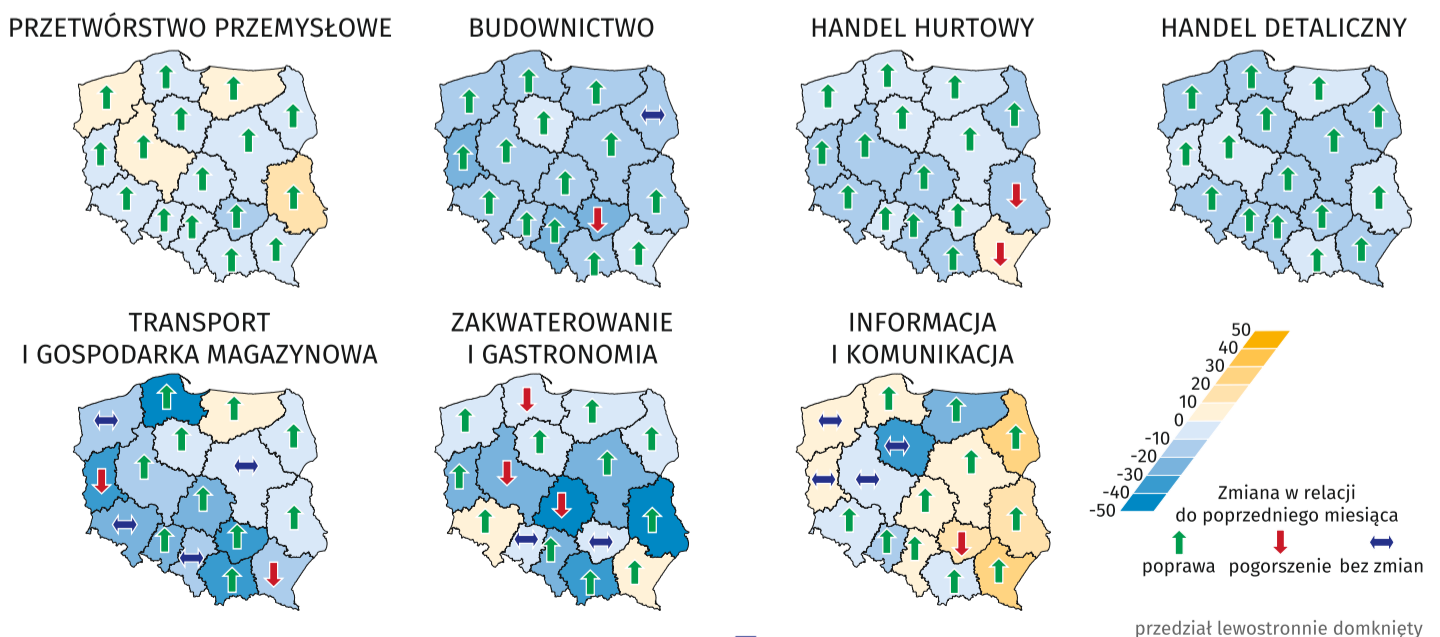 PRZETWÓRSTWO PRZEMYSŁOWE
BUDOWNICTWO
HANDEL HURTOWY
HANDEL DETALICZNY
TRANSPORT
I GOSPODARKA MAGAZYNOWA
ZAKWATEROWANIE
I GASTRONOMIA
INFORMACJA
I KOMUNIKACJA
50
40
30
20
10
0
-10
-20
-30
-40
-50
Zmiana w relacji
do poprzedniego miesiąca
poprawa pogorszenie bez zmian
przedział lewostronnie domknięty